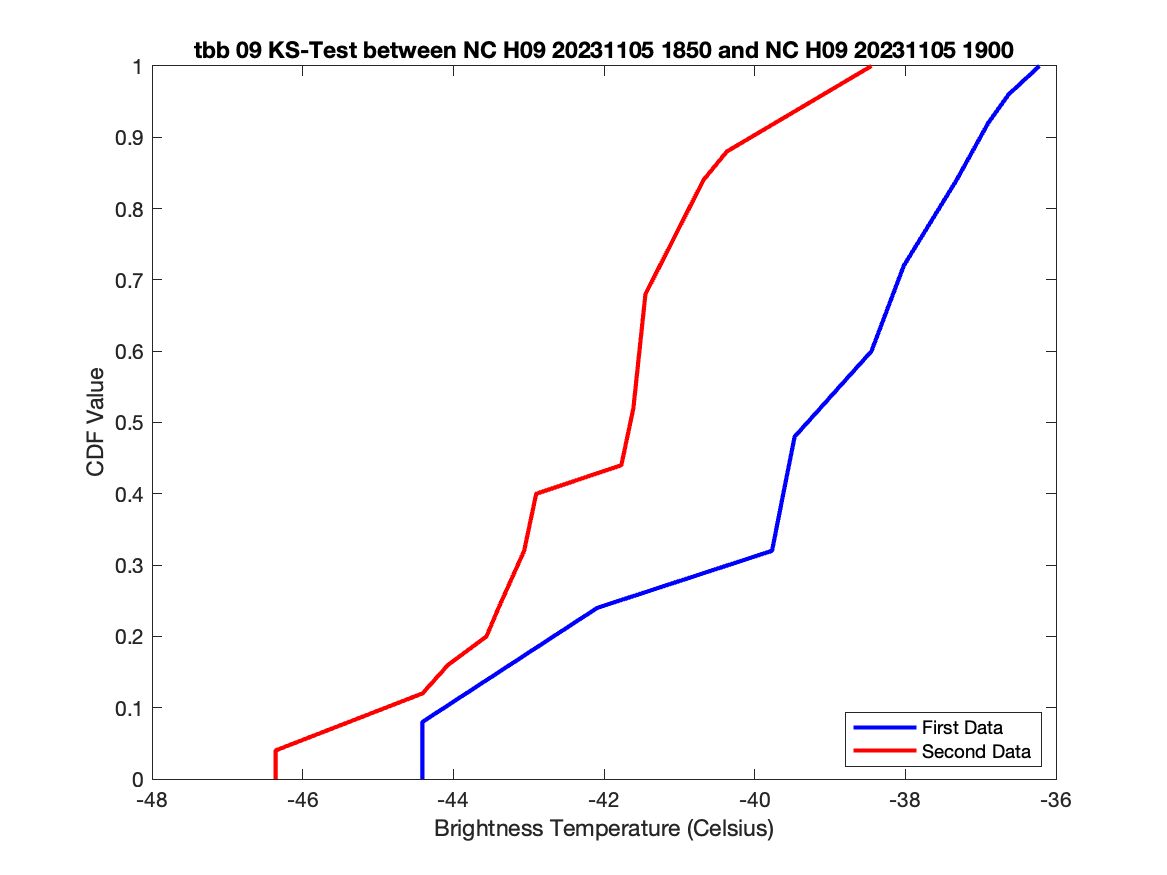 tbb 09 KS-Test between NC H09 20231105 1850 and NC H09 20231105 1900
1
0.9
0.8
0.7
0.6
0.5
0.4
0.3
0.2
0.1
0
CDF Value
First Data
Second Data
-48 -46 -44 -42 -40 -38 -36
Brightness Temperature (Celsius)